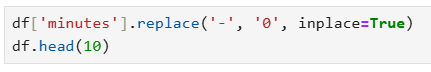 df['minutes'].replace('-', '0', inplace=True)
df.head(10)